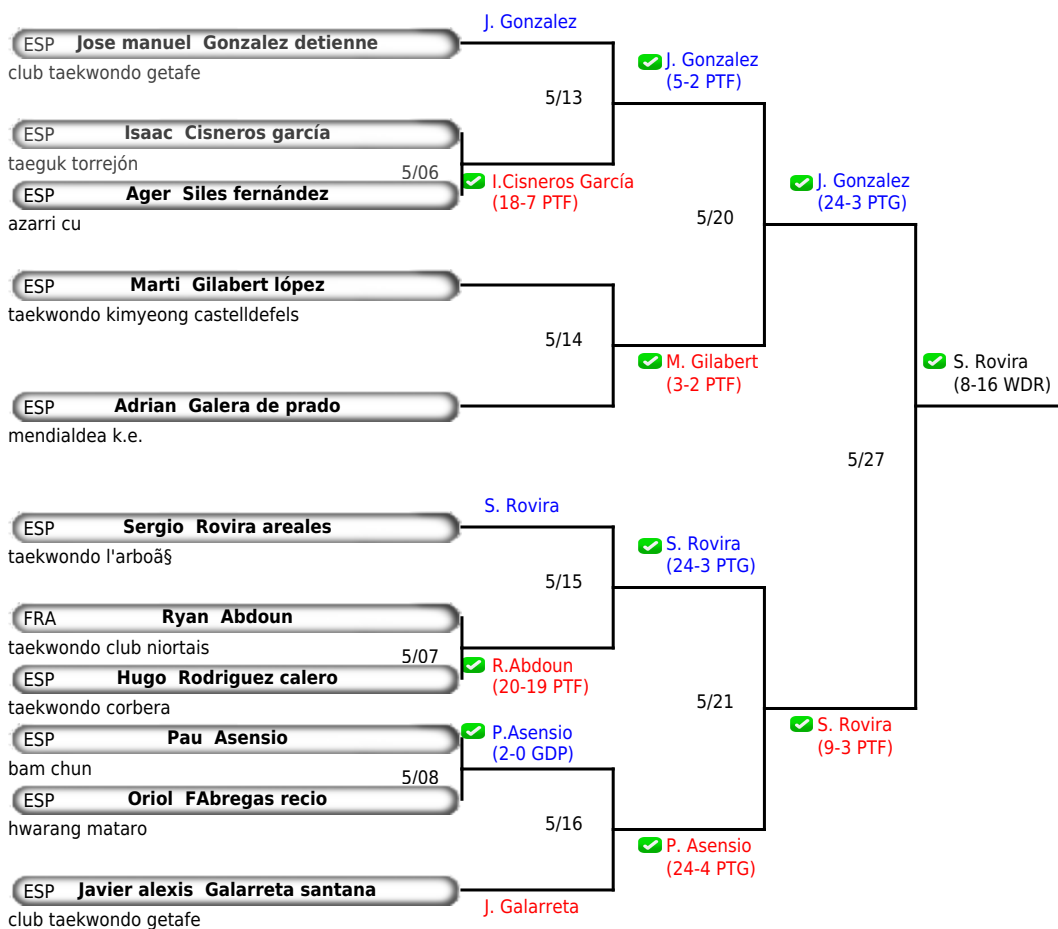 J. Gonzalez
ESP Jose manuel Gonzalez detienne
club taekwondo getafe
J. Gonzalez
(5-2 PTF)
5/13
ESP Isaac Cisneros garcía
taeguk torrejón
5/06
I.Cisneros García
(18-7 PTF)
ESP Ager Siles fernández
azarri cu
J. Gonzalez
(24-3 PTG)
5/20
ESP Marti Gilabert lópez
taekwondo kimyeong castelldefels
5/14
M. Gilabert
(3-2 PTF)
S. Rovira
(8-16 WDR)
ESP Adrian Galera de prado
mendialdea k.e.
5/27
S. Rovira
ESP Sergio Rovira areales
taekwondo l'arboã§
S. Rovira
(24-3 PTG)
5/15
FRA Ryan Abdoun
taekwondo club niortais
5/07
R.Abdoun
(20-19 PTF)
ESP Hugo Rodriguez calero
taekwondo corbera
5/21
S. Rovira
(9-3 PTF)
P.Asensio
(2-0 GDP)
ESP Pau Asensio
bam chun
5/08
ESP Oriol FAbregas recio
hwarang mataro
5/16
P. Asensio
(24-4 PTG)
ESP Javier alexis Galarreta santana
club taekwondo getafe
J. Galarreta